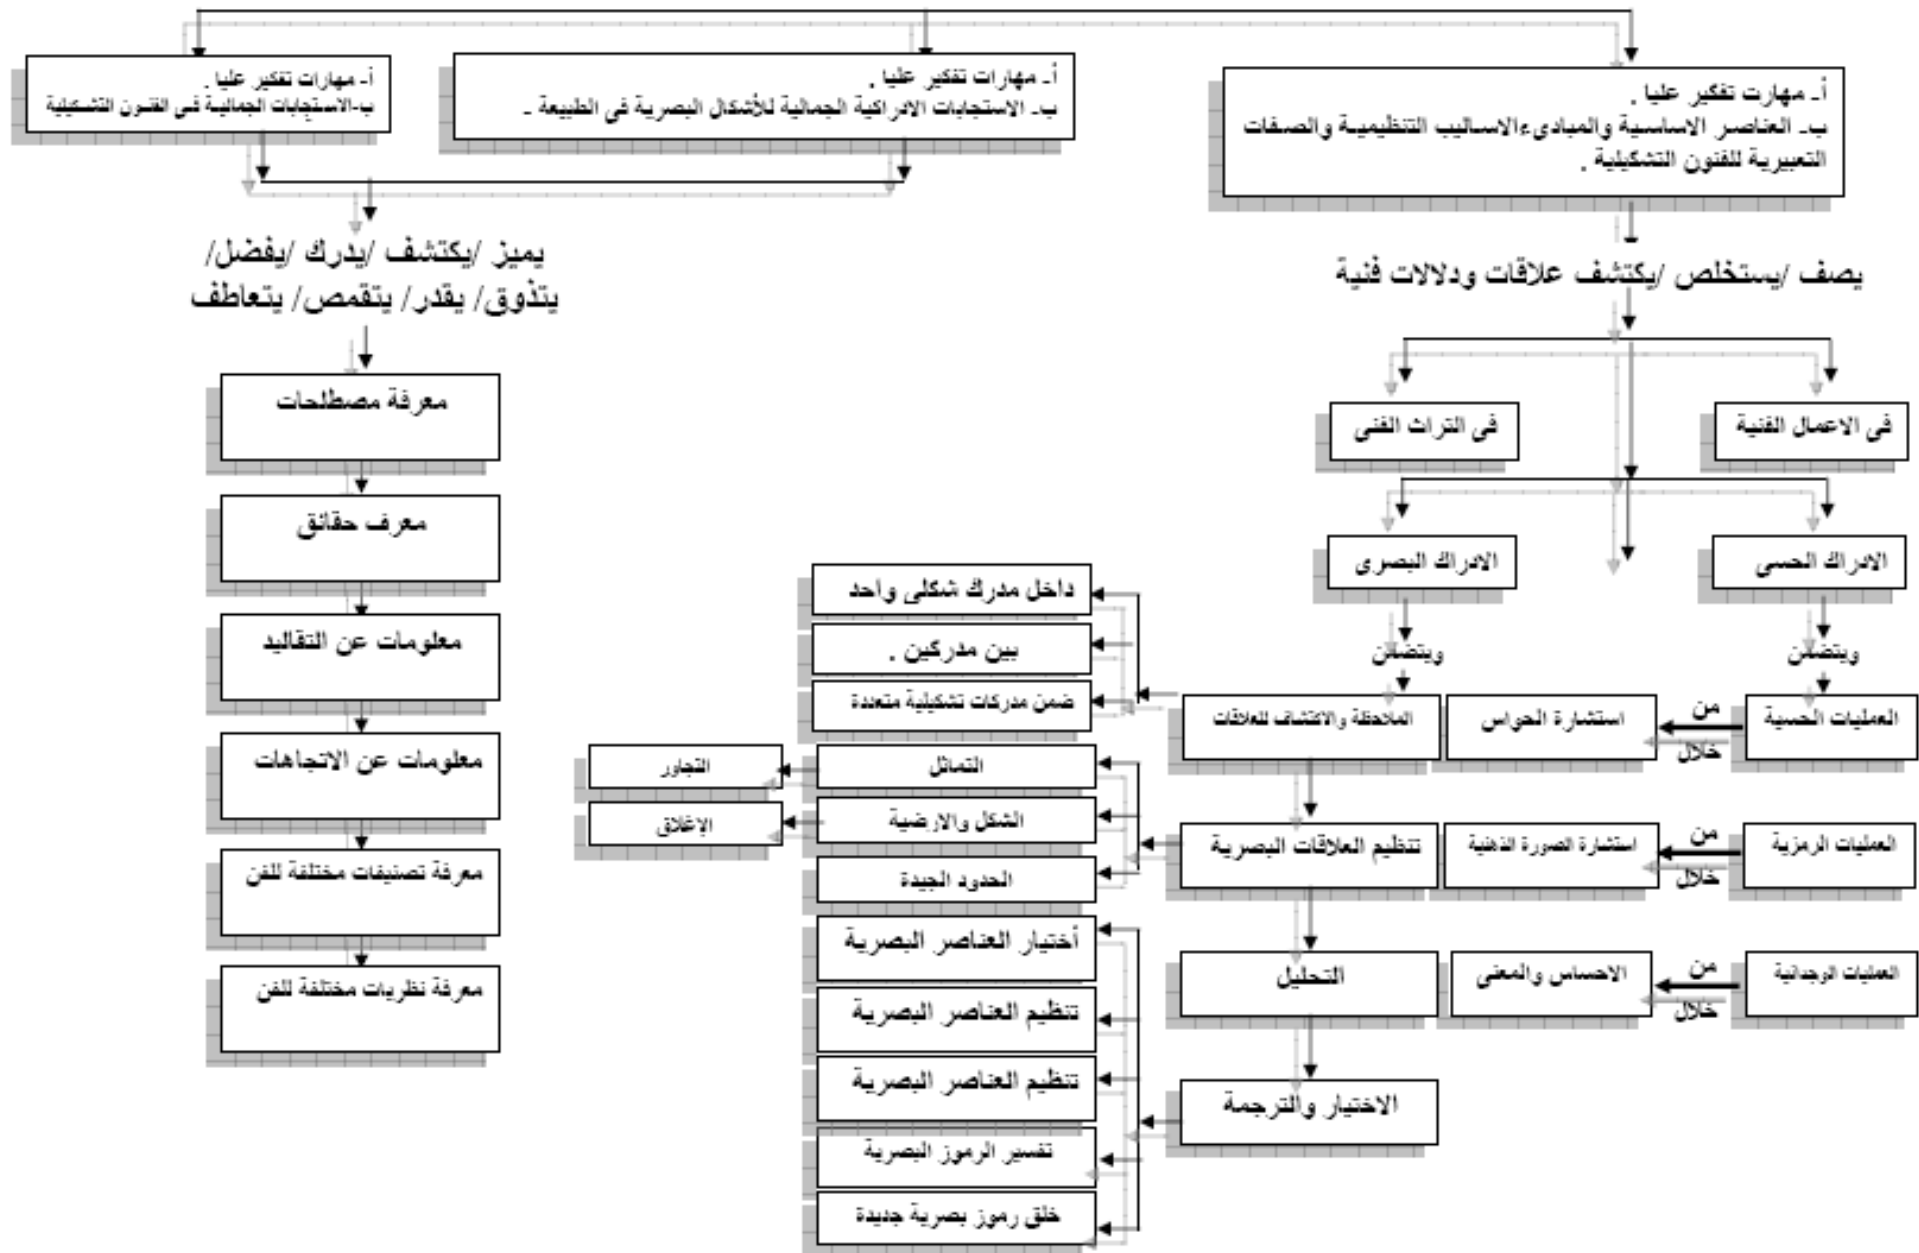 أ- مهارت تفكير عليا .
ب- العناصر الاساسية والمبادىءالاساليب التنظيمية والصفات
التعبيرية للفنون التشكيلية .
أ- مهارات تفكير عليا .
ب- الاستجابات الادراكية الجمالية للأشكال البصرية فى الطبيعة -
أ- مهارات تفكير عليا .
ب-الاستجابات الجمالية فى الفنون التشكيلية
يصف /يستخلص /يكتشف علاقات ودلالات فنية
فى الاعمال الفنية
فى التراث الفنى
الادراك الحسى
الادراك البصرى
ويتضمن
ويتضمن
العمليات الحسية
من
خلال
استشارة الحواس
العمليات الرمزية
من
خلال
استشارة الصورة الذهنية
العمليات الوجدانية
من
خلال
الاحساس والمعنى
الملاحظة والاكتشاف للعلاقات
تنظيم العلاقات البصرية
التحليل
الاختيار والترجمة
داخل مدرك شكلى واحد
بين مدركين .
ضمن مدركات تشكيلية متعددة
التماثل
الشكل والارضية
الحدود الجيدة
التجاور
الإغلاق
أختيار العناصر البصرية
تنظيم العناصر البصرية
تنظيم العناصر البصرية
تفسير الرموز البصرية
خلق رموز بصرية جديدة
يميز /يكتشف /يدرك /يفضل/
يتذوق/ يقدر/ يتقمص/ يتعاطف
معرفة مصطلحات
معرف حقائق
معلومات عن التقاليد
معلومات عن الاتجاهات
معرفة تصنيفات مختلفة للفن
معرفة نظريات مختلفة للفن